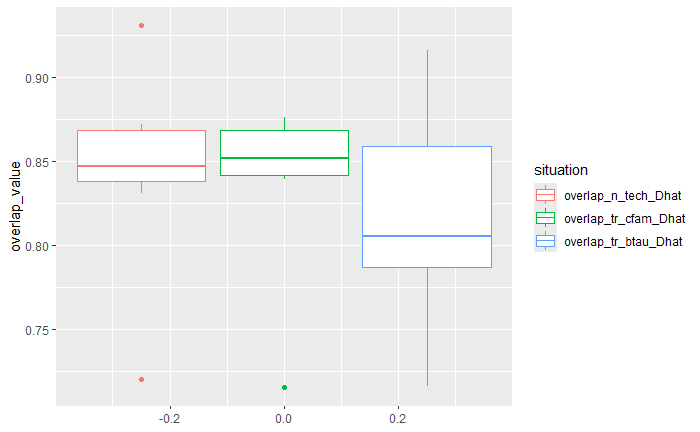 overlap_value
0.90
0.85
0.80
0.75
-0.2
0.0
0.2
situation
overlap_n_tech_Dhat
overlap_tr_cfam_Dhat
overlap_tr_btau_Dhat